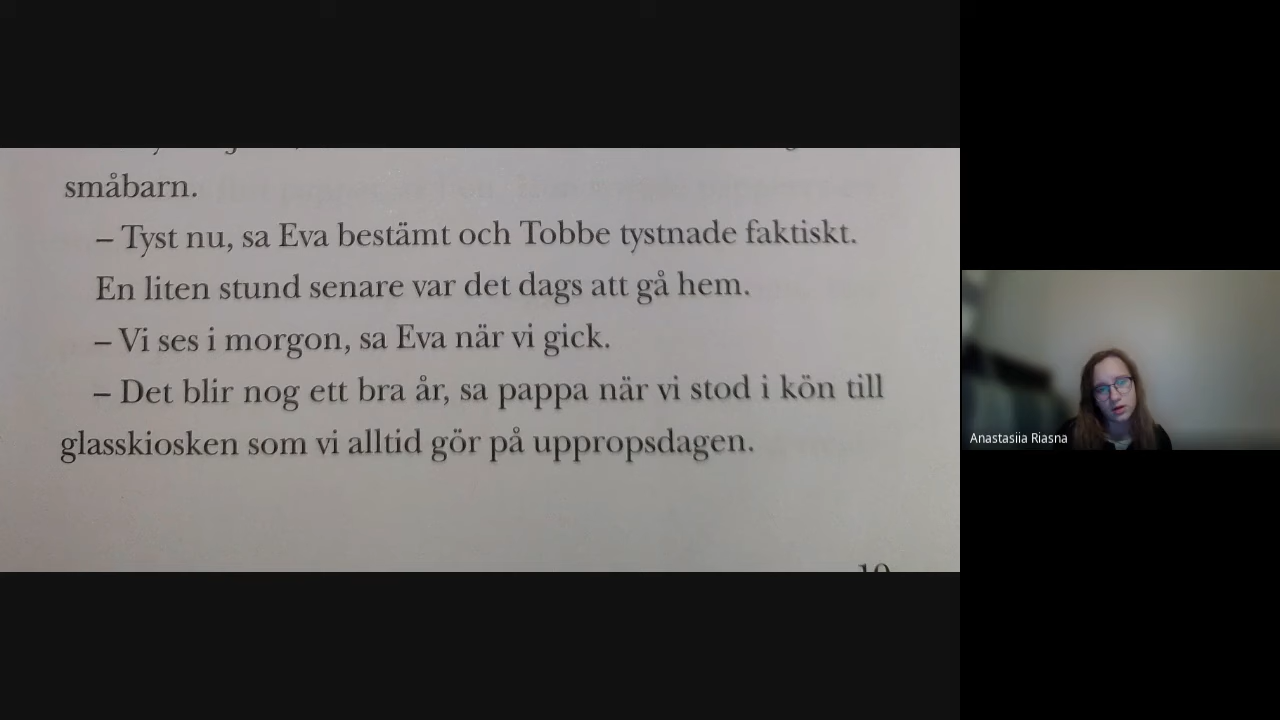 småbarn.
– Tyst nu, sa Eva bestämt och Tobbe tystnade faktiskt.
En liten stund senare var det dags att gå hem.
– Vi ses i morgon, sa Eva när vi gick.
– Det blir nog ett bra år, sa pappa när vi stod i kön till
glasskiosken som vi alltid gör på uppropsdagen.
Anastasiia Riasna